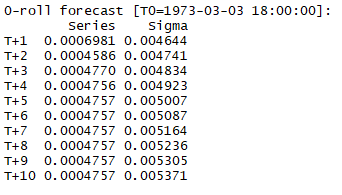 0-roll forecast [T0=1973-03-03 18:00:00]:
Series Sigma
T+1 0.0006981 0.004644
T+2 0.0004586 0.004741
T+3 0.0004770 0.004834
T+4 0.0004756 0.004923
T+5 0.0004757 0.005007
T+6 0.0004757 0.005087
T+7 0.0004757 0.005164
T+8 0.0004757 0.005236
T+9 0.0004757 0.005305
T+10 0.0004757 0.005371